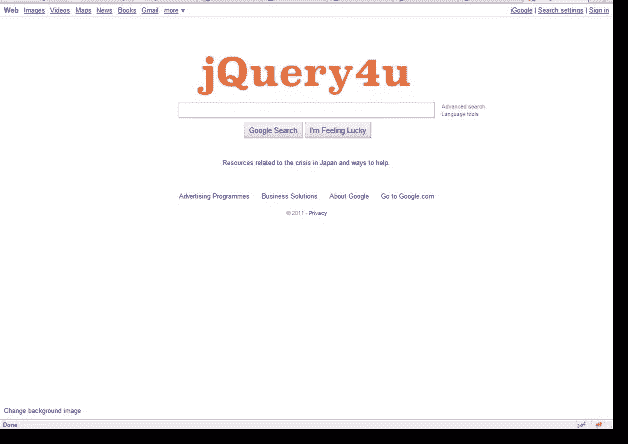 Web Images Videos Maps News Books Gmail more ▼ iGoogle | Search settings | Sign in
jQuery4u
Advanced search
Language tools
Google Search I'm Feeling Lucky
Resources related to the crisis in Japan and ways to help.
Advertising Programmes Business Solutions About Google Go to Google.com
© 2011 - Privacy
Change background image
Done